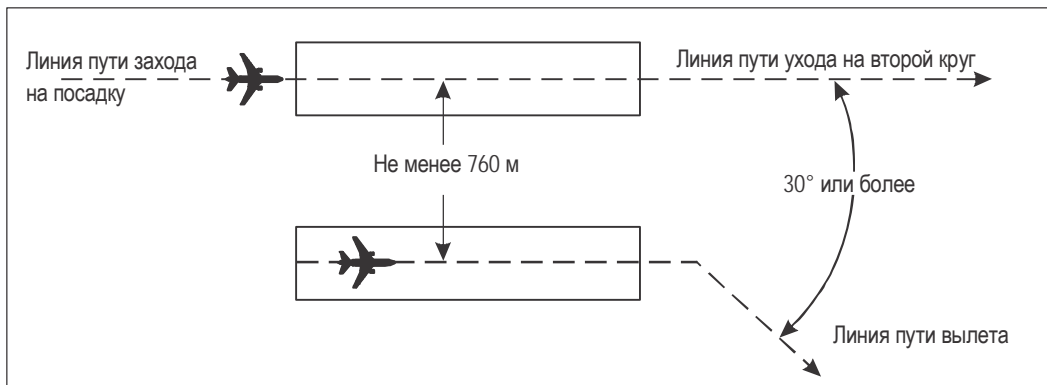 Линия пути захода
на посадку
Линия пути ухода на второй круг
Не менее 760 м
30° или более
Линия пути вылета